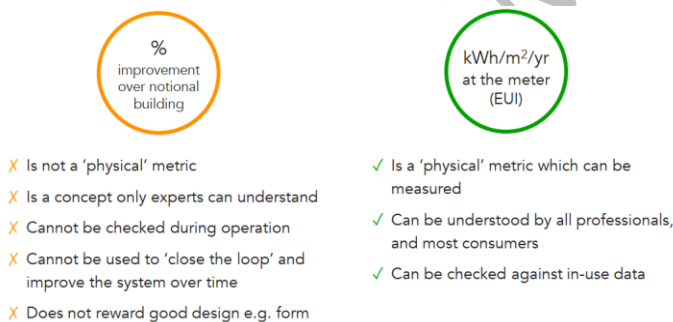 %
improvement
over notional
building
kWh/m²/yr
at the meter
(EUI)
✗ Is not a ‘physical’ metric
✗ Is a concept only experts can understand
✗ Cannot be checked during operation
✗ Cannot be used to ‘close the loop’ and
improve the system over time
✗ Does not reward good design e.g. form
✓ Is a ‘physical’ metric which can be
measured
✓ Can be understood by all professionals,
and most consumers
✓ Can be checked against in-use data